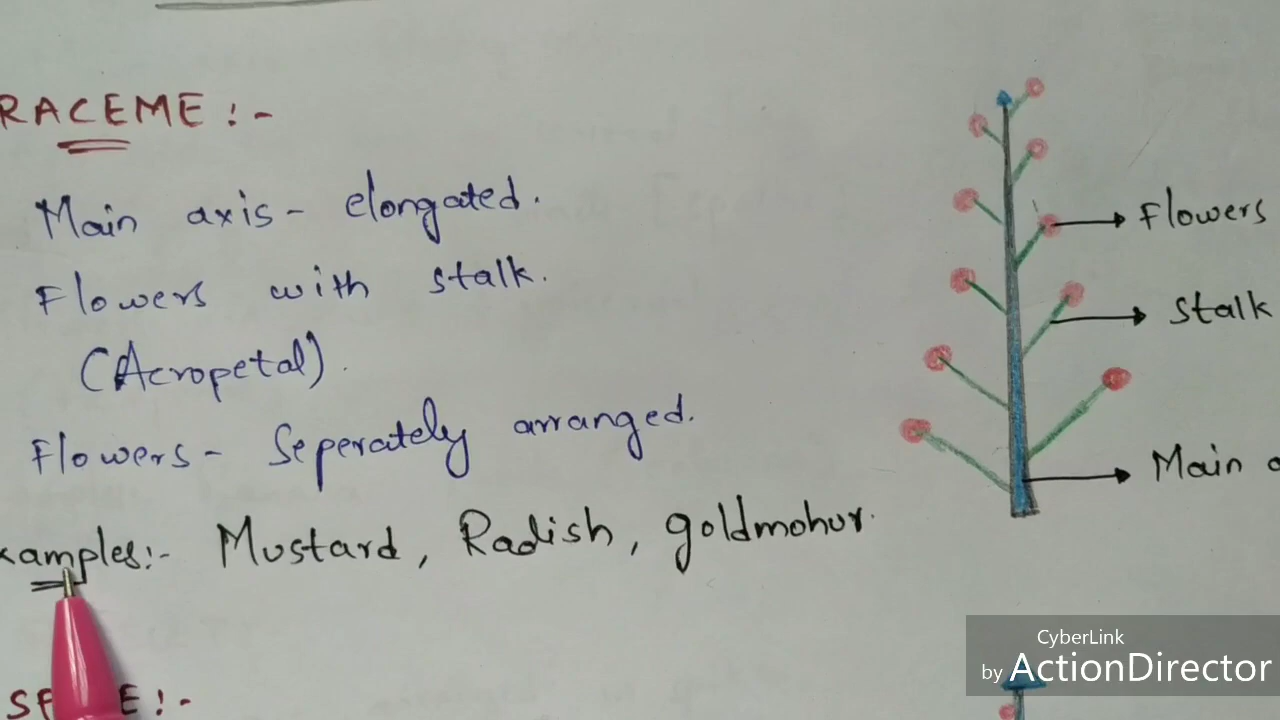 RACEME :-
Main axis - elongated.
Flowers with stalk.
(Acropetal).
Flowers - Seperately arranged.
xamples:- Mustard, Radish, goldmohur.
Flowers
Stalk
Main a
CyberLink
by ActionDirector